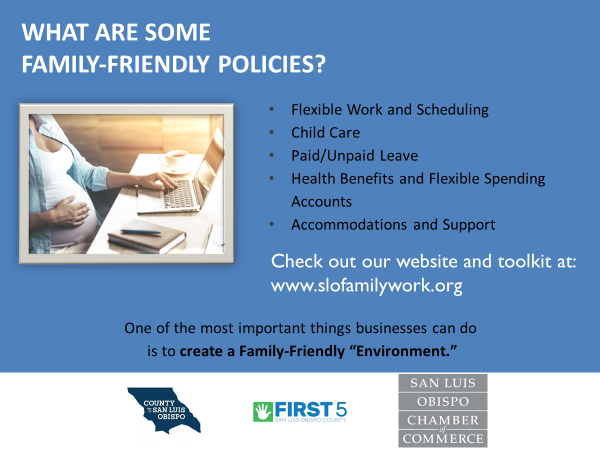 WHAT ARE SOME
FAMILY-FRIENDLY POLICIES?
• Flexible Work and Scheduling
• Child Care
• Paid/Unpaid Leave
• Health Benefits and Flexible Spending
Accounts
• Accommodations and Support
Check out our website and toolkit at:
www.slofamilywork.org
One of the most important things businesses can do
is to create a Family-Friendly “Environment.”
COUNTY
OF SAN LUIS
OBISPO
FIRST 5
SAN LUIS OBISPO COUNTY
SAN LUIS
OBISPO
CHAMBER
of
COMMERCE